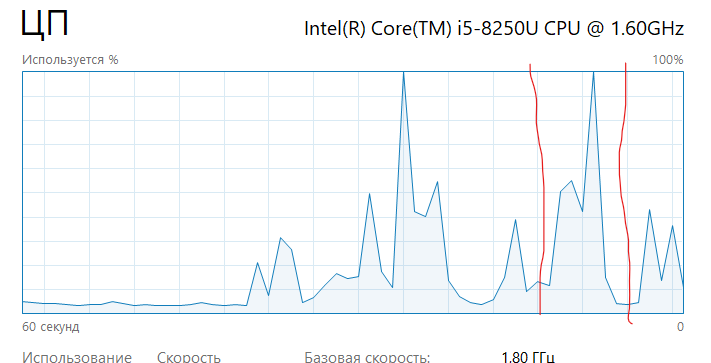 ЦП
Intel(R) Core(TM) i5-8250U CPU @ 1.60GHz
Используется %
100%
60 секунд
0
Использование
Скорость
Базовая скорость:
1.80 ГГц